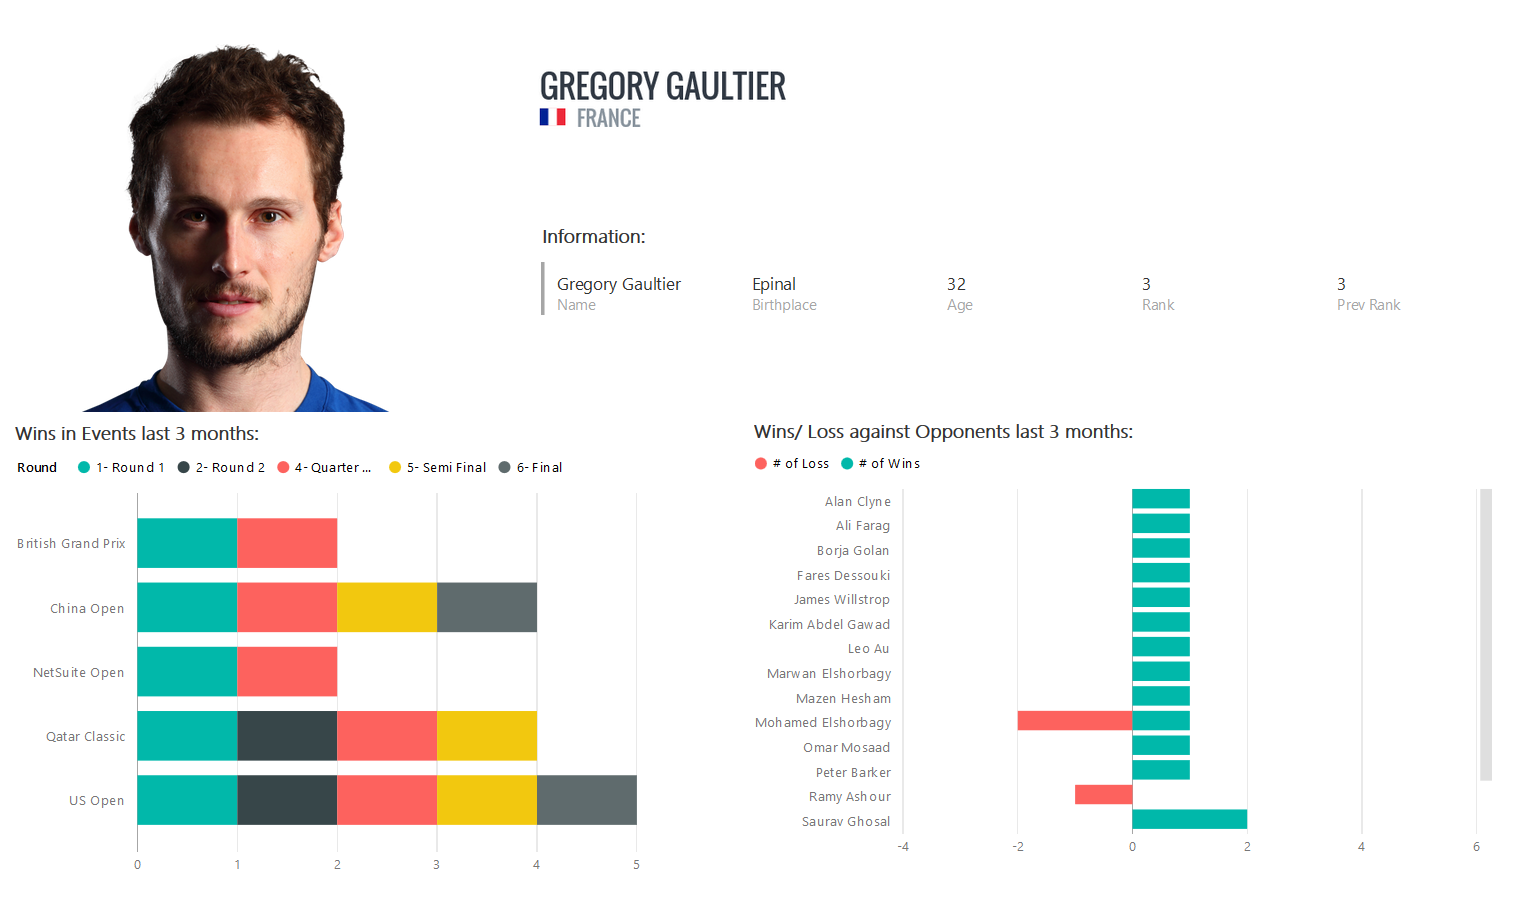 GREGORY GAULTIER
FRANCE
Information:
Gregory Gaultier Epinal 32 3 3
Name Birthplace Age Rank Prev Rank
Wins in Events last 3 months:
Round 1- Round 1 2- Round 2 4- Quarter ... 5- Semi Final 6- Final
British Grand Prix
China Open
NetSuite Open
Qatar Classic
US Open
0 1 2 3 4 5
Wins/ Loss against Opponents last 3 months:
# of Loss # of Wins
Alan Clyne
Ali Farag
Borja Golan
Fares Dessouki
James Willstrop
Karim Abdel Gawad
Leo Au
Marwan Elshorbagy
Mazen Hesham
Mohamed Elshorbagy
Omar Mosaad
Peter Barker
Ramy Ashour
Saurav Ghosal
-4 -2 0 2 4 6